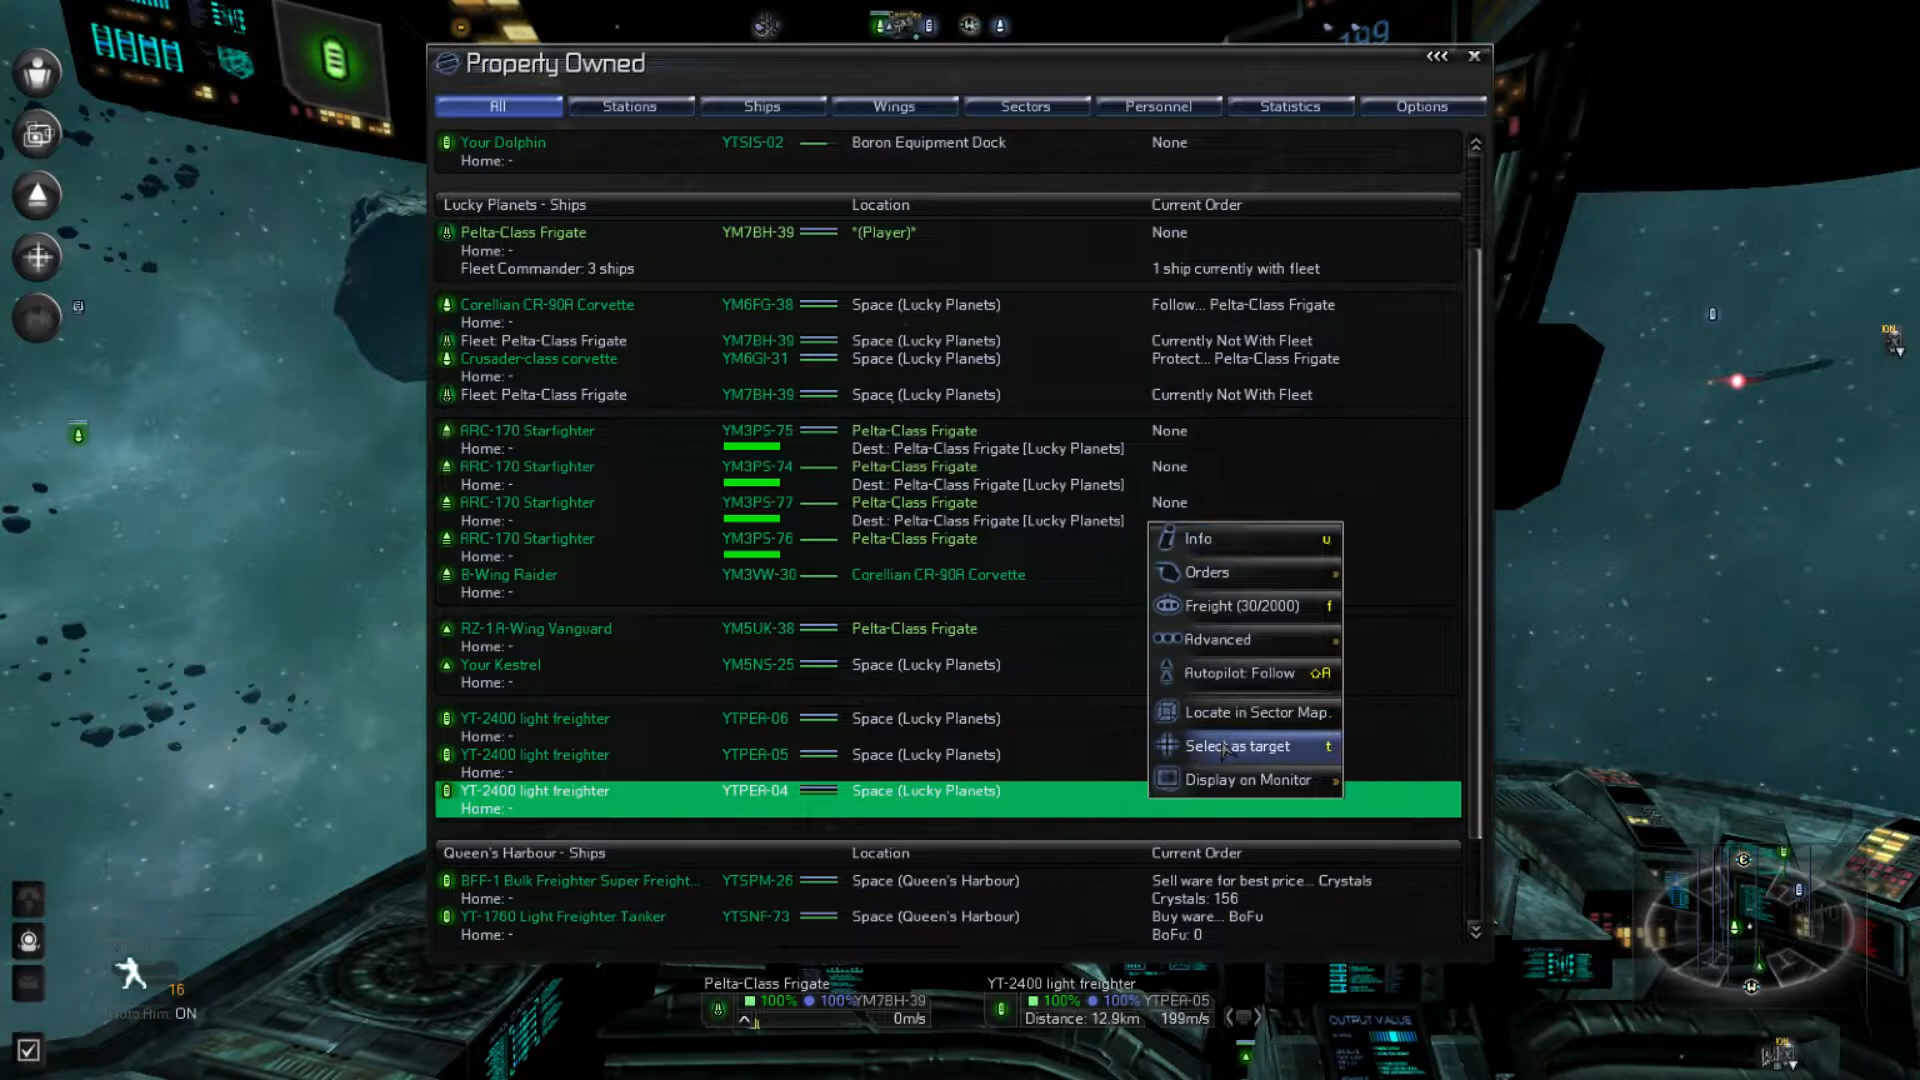 199
Property Owned
All Stations Ships Wings Sectors Personnel Statistics Options
Your Dolphin YTSIS-02 Boron Equipment Dock None
Home: -
Lucky Planets - Ships Location Current Order
Pelta-Class Frigate YM7BH-39 *(Player)* None
Home: -
Fleet Commander: 3 ships 1 ship currently with fleet
Corellian CR-90A Corvette YM6FG-38 Space (Lucky Planets) Follow... Pelta-Class Frigate
Home: -
Fleet: Pelta-Class Frigate YM7BH-39 Space (Lucky Planets) Currently Not With Fleet
Crusader-class corvette YM6GI-31 Space (Lucky Planets) Protect... Pelta-Class Frigate
Home: -
Fleet: Pelta-Class Frigate YM7BH-39 Space (Lucky Planets) Currently Not With Fleet
ARC-170 Starfighter YM3PS-75 Pelta-Class Frigate None
Home: - Dest.: Pelta-Class Frigate [Lucky Planets]
ARC-170 Starfighter YM3PS-74 Pelta-Class Frigate None
Home: - Dest.: Pelta-Class Frigate [Lucky Planets]
ARC-170 Starfighter YM3PS-77 Pelta-Class Frigate None
Home: - Dest.: Pelta-Class Frigate [Lucky Planets]
ARC-170 Starfighter YM3PS-76 Pelta-Class Frigate
Home: -
B-Wing Raider YM3VW-30 Corellian CR-90A Corvette
Home: -
RZ-1 A-Wing Vanguard YM5UK-38 Pelta-Class Frigate
Home: -
Your Kestrel YM5NS-25 Space (Lucky Planets)
Home: -
YT-2400 light freighter YTPEA-06 Space (Lucky Planets)
Home: -
YT-2400 light freighter YTPEA-05 Space (Lucky Planets)
Home: -
YT-2400 light freighter YTPEA-04 Space (Lucky Planets)
Home: -
Info u
Orders
Freight (30/2000) f
Advanced
Autopilot: Follow A
Locate in Sector Map.
Select as target t
Display on Monitor
Queen's Harbour - Ships Location Current Order
BFF-1 Bulk Freighter Super Freight... YTSPM-26 Space (Queen's Harbour) Sell ware for best price... Crystals
Home: - Crystals: 156
YT-1760 Light Freighter Tanker YTSNF-73 Space (Queen's Harbour) Buy ware... BoFu
Home: - BoFu: 0
ION
16
Auto Aim: ON
Pelta-Class Frigate
100% 100% YM7BH-39
0m/s
YT-2400 light freighter
100% 100% YTPEA-05
Distance: 12.9km 199m/s
OUTPUT VALUE
ION